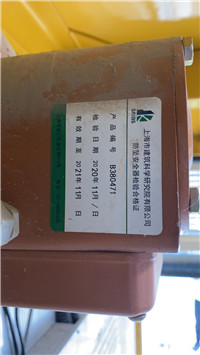 上海市建筑科学研究院有限公司
防坠安全器检验合格证
产品编号 B380471
检验日期 2020年11月/日
有效期至 2021年11月/日